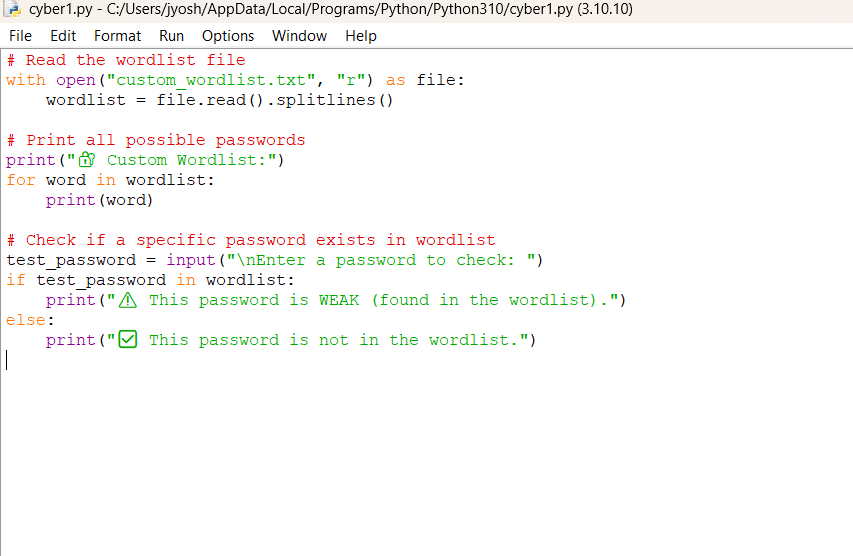 cyber1.py - C:/Users/jyosh/AppData/Local/Programs/Python/Python310/cyber1.py (3.10.10)
File Edit Format Run Options Window Help
# Read the wordlist file
with open("custom_wordlist.txt", "r") as file:
    wordlist = file.read().splitlines()

# Print all possible passwords
print("🔐 Custom Wordlist:")
for word in wordlist:
    print(word)

# Check if a specific password exists in wordlist
test_password = input("\nEnter a password to check: ")
if test_password in wordlist:
    print("⚠️ This password is WEAK (found in the wordlist).")
else:
    print("✅ This password is not in the wordlist.")